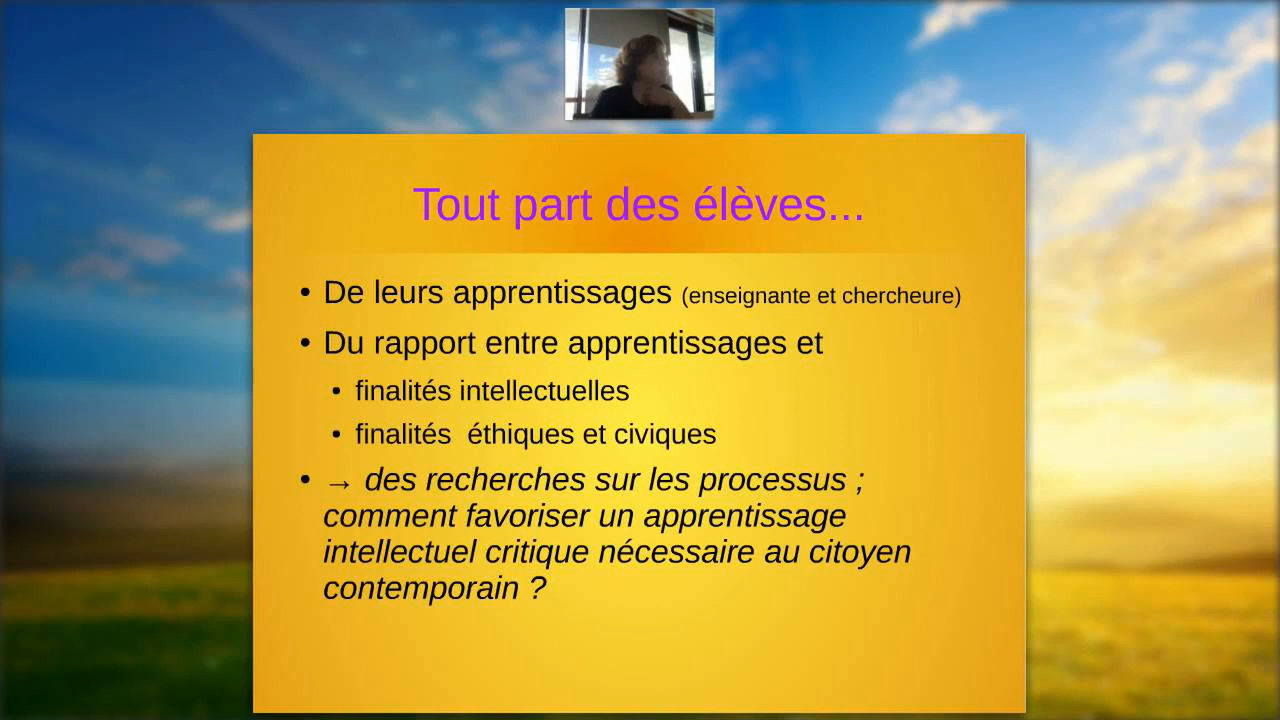 Tout part des élèves...
• De leurs apprentissages (enseignante et chercheure)
• Du rapport entre apprentissages et
• finalités intellectuelles
• finalités  éthiques et civiques
• → des recherches sur les processus ;
comment favoriser un apprentissage
intellectuel critique nécessaire au citoyen
contemporain ?